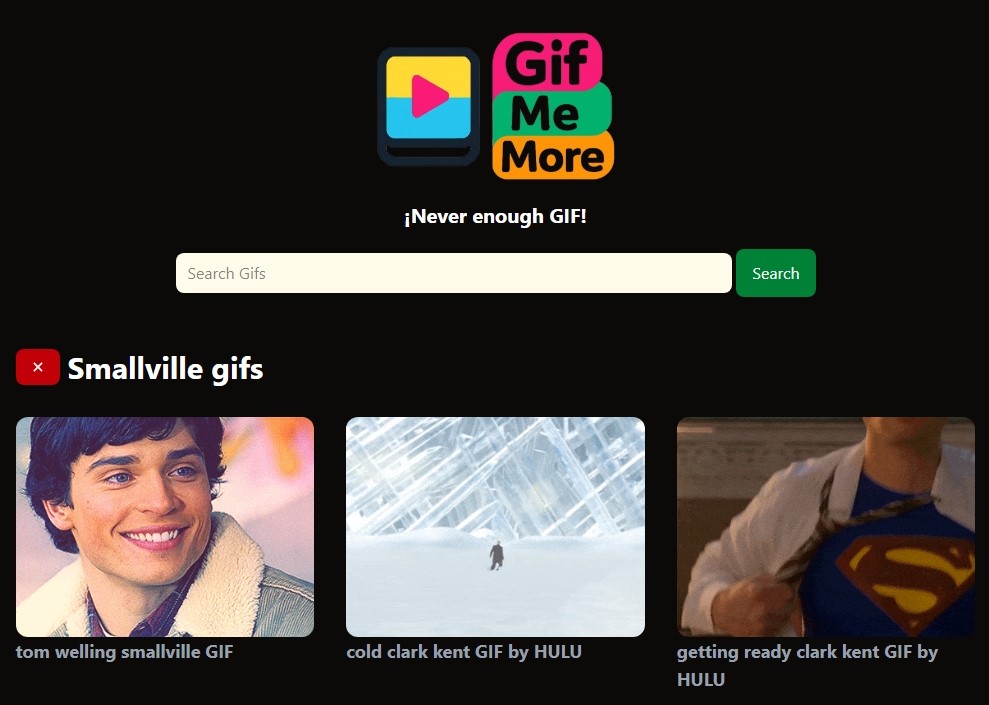 Gif
Me
More
¡Never enough GIF!
Search Gifs
Search
× Smallville gifs
tom welling smallville GIF
cold clark kent GIF by HULU
getting ready clark kent GIF by
HULU